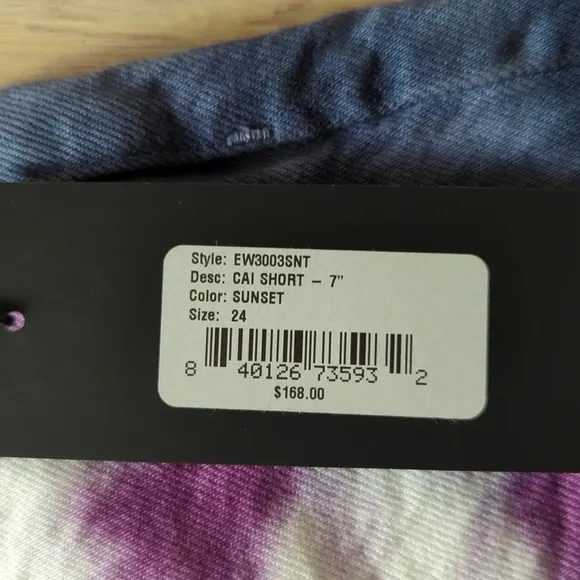 Style: EW3003SNT
Desc: CAI SHORT – 7"
Color: SUNSET
Size: 24
8 40126 73593 2
$168.00